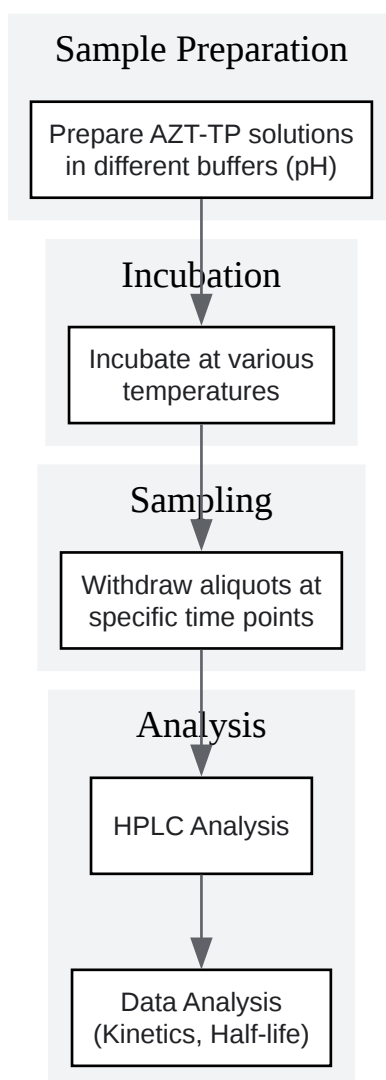 Sample Preparation
Prepare AZT-TP solutions
in different buffers (pH)
Incubation
Incubate at various
temperatures
Sampling
Withdraw aliquots at
specific time points
Analysis
HPLC Analysis
Data Analysis
(Kinetics, Half-life)